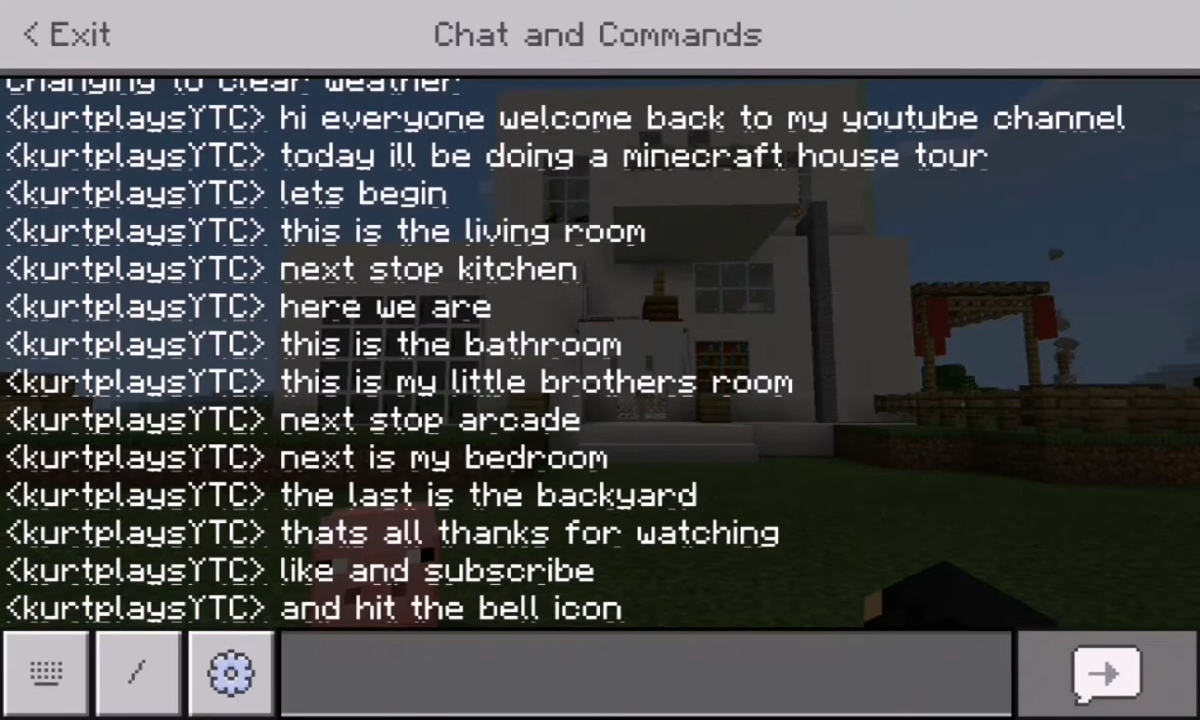 < Exit
Chat and Commands
Changing to clear weather
<kurtplaysYTC> hi everyone welcome back to my youtube channel
<kurtplaysYTC> today ill be doing a minecraft house tour
<kurtplaysYTC> lets begin
<kurtplaysYTC> this is the living room
<kurtplaysYTC> next stop kitchen
<kurtplaysYTC> here we are
<kurtplaysYTC> this is the bathroom
<kurtplaysYTC> this is my little brothers room
<kurtplaysYTC> next stop arcade
<kurtplaysYTC> next is my bedroom
<kurtplaysYTC> the last is the backyard
<kurtplaysYTC> thats all thanks for watching
<kurtplaysYTC> like and subscribe
<kurtplaysYTC> and hit the bell icon
/